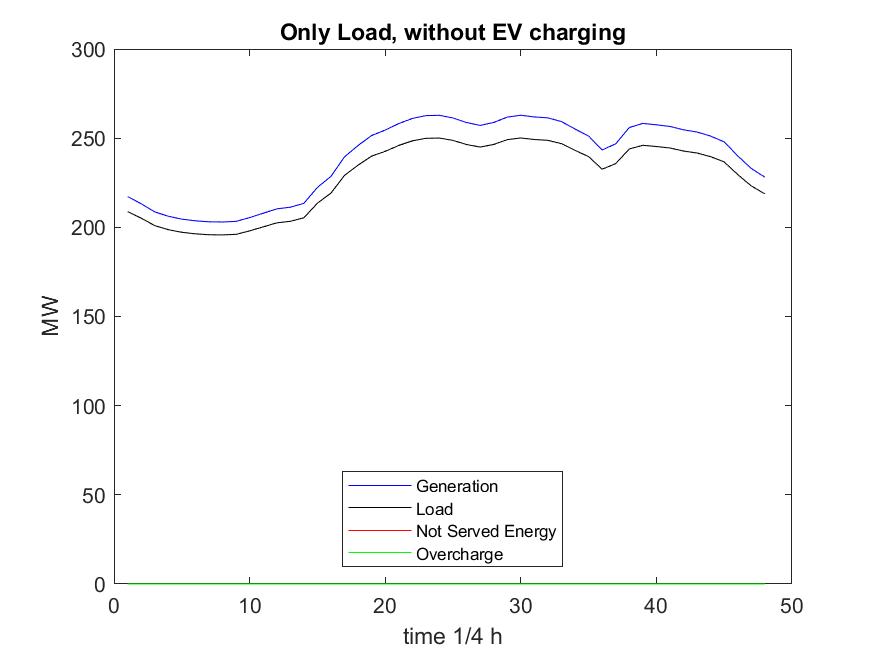 Only Load, without EV charging
300
250
200
150
100
50
0
MW
Generation
Load
Not Served Energy
Overcharge
0 10 20 30 40 50
time 1/4 h